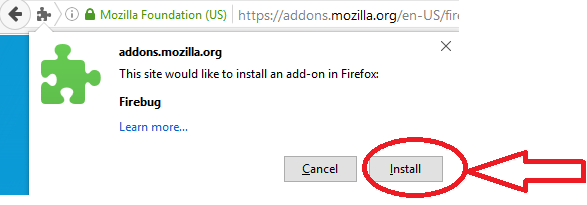 Mozilla Foundation (US) https://addons.mozilla.org/en-US/fire
addons.mozilla.org
This site would like to install an add-on in Firefox:
Firebug
Learn more...
Cancel Install